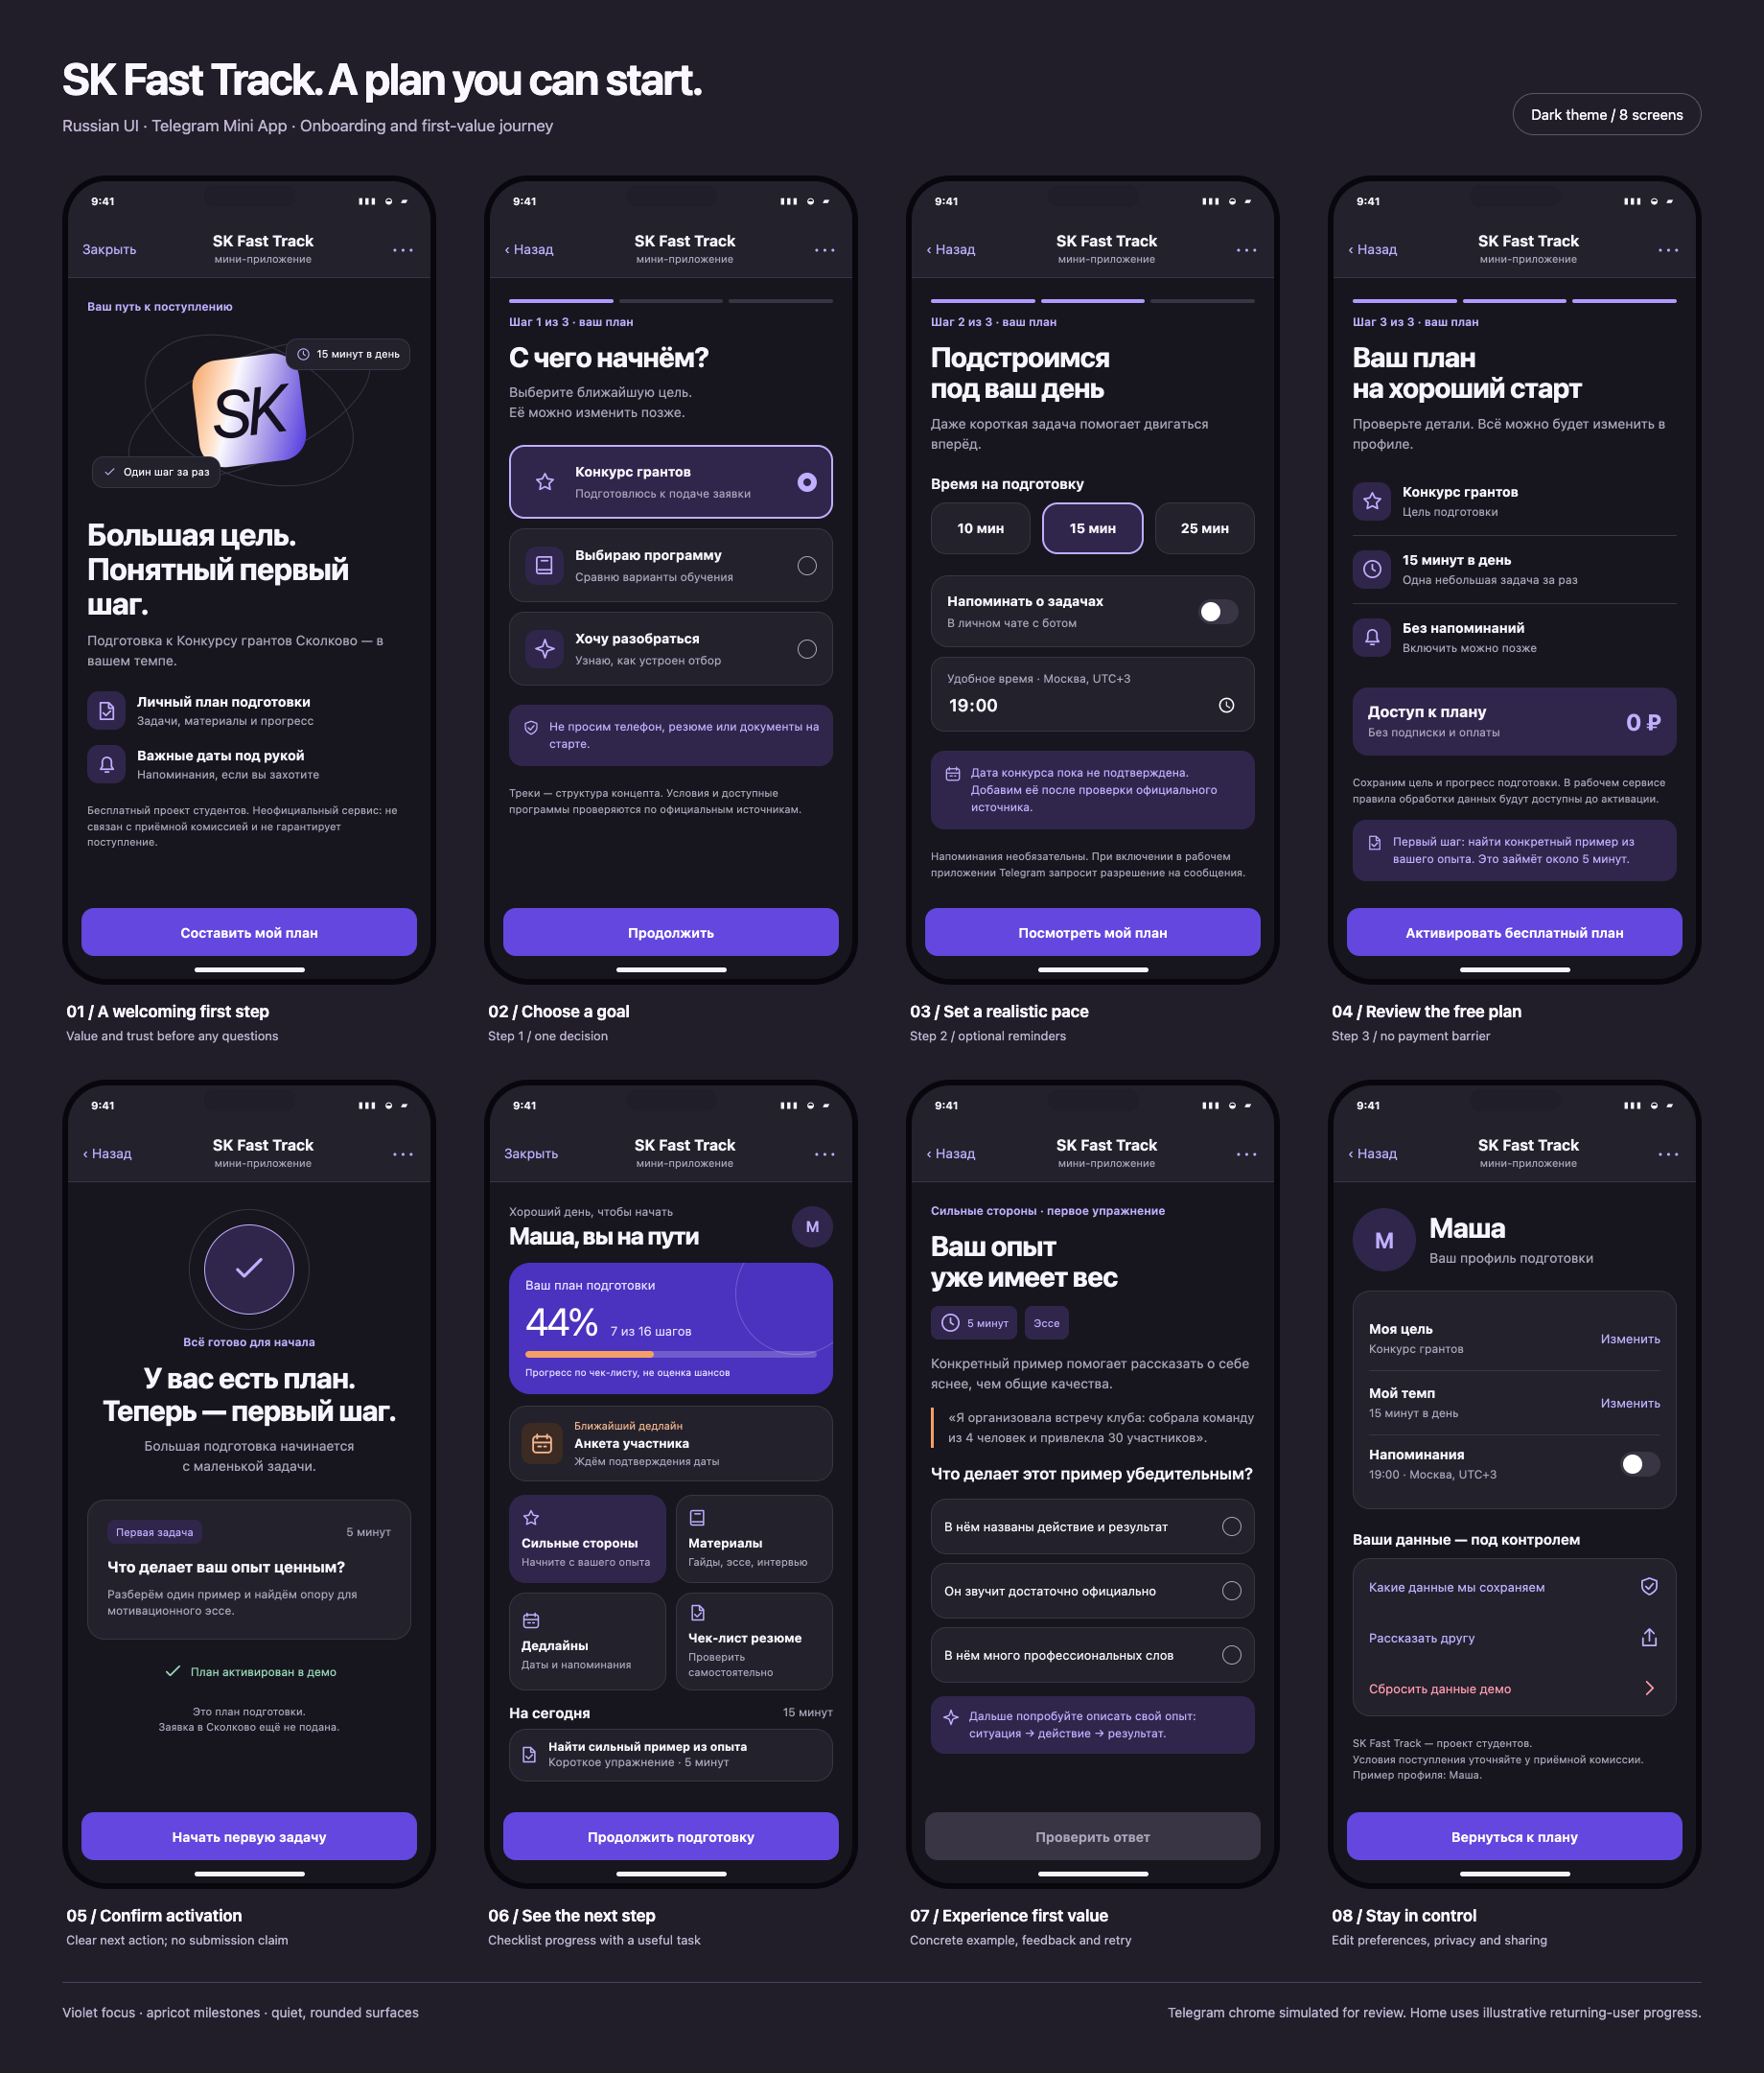 SK Fast Track. A plan you can start.
Russian UI · Telegram Mini App · Onboarding and first-value journey
Dark theme / 8 screens
9:41
Закрыть
SK Fast Track
мини-приложение
Ваш путь к поступлению
15 минут в день
SK
Один шаг за раз
Большая цель.
Понятный первый
шаг.
Подготовка к Конкурсу грантов Сколково — в
вашем темпе.
Личный план подготовки
Задачи, материалы и прогресс
Важные даты под рукой
Напоминания, если вы захотите
Бесплатный проект студентов. Неофициальный сервис: не
связан с приёмной комиссией и не гарантирует
поступление.
Составить мой план
01 / A welcoming first step
Value and trust before any questions
9:41
‹ Назад
SK Fast Track
мини-приложение
Шаг 1 из 3 · ваш план
С чего начнём?
Выберите ближайшую цель.
Её можно изменить позже.
Конкурс грантов
Подготовлюсь к подаче заявки
Выбираю программу
Сравню варианты обучения
Хочу разобраться
Узнаю, как устроен отбор
Не просим телефон, резюме или документы на
старте.
Треки — структура концепта. Условия и доступные
программы проверяются по официальным источникам.
Продолжить
02 / Choose a goal
Step 1 / one decision
9:41
‹ Назад
SK Fast Track
мини-приложение
Шаг 2 из 3 · ваш план
Подстроимся
под ваш день
Даже короткая задача помогает двигаться
вперёд.
Время на подготовку
10 мин
15 мин
25 мин
Напоминать о задачах
В личном чате с ботом
Удобное время · Москва, UTC+3
19:00
Дата конкурса пока не подтверждена.
Добавим её после проверки официального
источника.
Напоминания необязательны. При включении в рабочем
приложении Telegram запросит разрешение на сообщения.
Посмотреть мой план
03 / Set a realistic pace
Step 2 / optional reminders
9:41
‹ Назад
SK Fast Track
мини-приложение
Шаг 3 из 3 · ваш план
Ваш план
на хороший старт
Проверьте детали. Всё можно будет изменить в
профиле.
Конкурс грантов
Цель подготовки
15 минут в день
Одна небольшая задача за раз
Без напоминаний
Включить можно позже
Доступ к плану
Без подписки и оплаты
0 ₽
Сохраним цель и прогресс подготовки. В рабочем сервисе
правила обработки данных будут доступны до активации.
Первый шаг: найти конкретный пример из
вашего опыта. Это займёт около 5 минут.
Активировать бесплатный план
04 / Review the free plan
Step 3 / no payment barrier
9:41
‹ Назад
SK Fast Track
мини-приложение
Всё готово для начала
У вас есть план.
Теперь — первый шаг.
Большая подготовка начинается
с маленькой задачи.
Первая задача
5 минут
Что делает ваш опыт ценным?
Разберём один пример и найдём опору для
мотивационного эссе.
План активирован в демо
Это план подготовки.
Заявка в Сколково ещё не подана.
Начать первую задачу
05 / Confirm activation
Clear next action; no submission claim
9:41
Закрыть
SK Fast Track
мини-приложение
Хороший день, чтобы начать
Маша, вы на пути
М
Ваш план подготовки
44%
7 из 16 шагов
Прогресс по чек-листу, не оценка шансов
Ближайший дедлайн
Анкета участника
Ждём подтверждения даты
Сильные стороны
Начните с вашего опыта
Материалы
Гайды, эссе, интервью
Дедлайны
Даты и напоминания
Чек-лист резюме
Проверить
самостоятельно
На сегодня
15 минут
Найти сильный пример из опыта
Короткое упражнение · 5 минут
Продолжить подготовку
06 / See the next step
Checklist progress with a useful task
9:41
‹ Назад
SK Fast Track
мини-приложение
Сильные стороны · первое упражнение
Ваш опыт
уже имеет вес
5 минут
Эссе
Конкретный пример помогает рассказать о себе
яснее, чем общие качества.
«Я организовала встречу клуба: собрала команду
из 4 человек и привлекла 30 участников».
Что делает этот пример убедительным?
В нём названы действие и результат
Он звучит достаточно официально
В нём много профессиональных слов
Дальше попробуйте описать свой опыт:
ситуация → действие → результат.
Проверить ответ
07 / Experience first value
Concrete example, feedback and retry
9:41
‹ Назад
SK Fast Track
мини-приложение
М
Маша
Ваш профиль подготовки
Моя цель
Конкурс грантов
Изменить
Мой темп
15 минут в день
Изменить
Напоминания
19:00 · Москва, UTC+3
Ваши данные — под контролем
Какие данные мы сохраняем
Рассказать другу
Сбросить данные демо
SK Fast Track — проект студентов.
Условия поступления уточняйте у приёмной комиссии.
Пример профиля: Маша.
Вернуться к плану
08 / Stay in control
Edit preferences, privacy and sharing
Violet focus · apricot milestones · quiet, rounded surfaces
Telegram chrome simulated for review. Home uses illustrative returning-user progress.